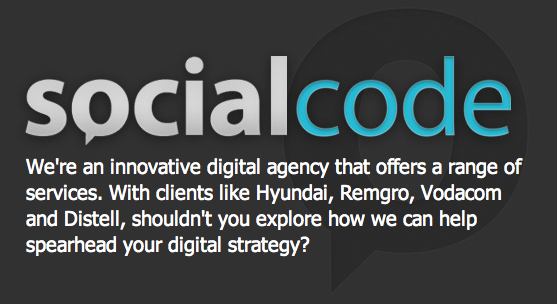 socialcode
We're an innovative digital agency that offers a range of
services. With clients like Hyundai, Remgro, Vodacom
and Distell, shouldn't you explore how we can help
spearhead your digital strategy?